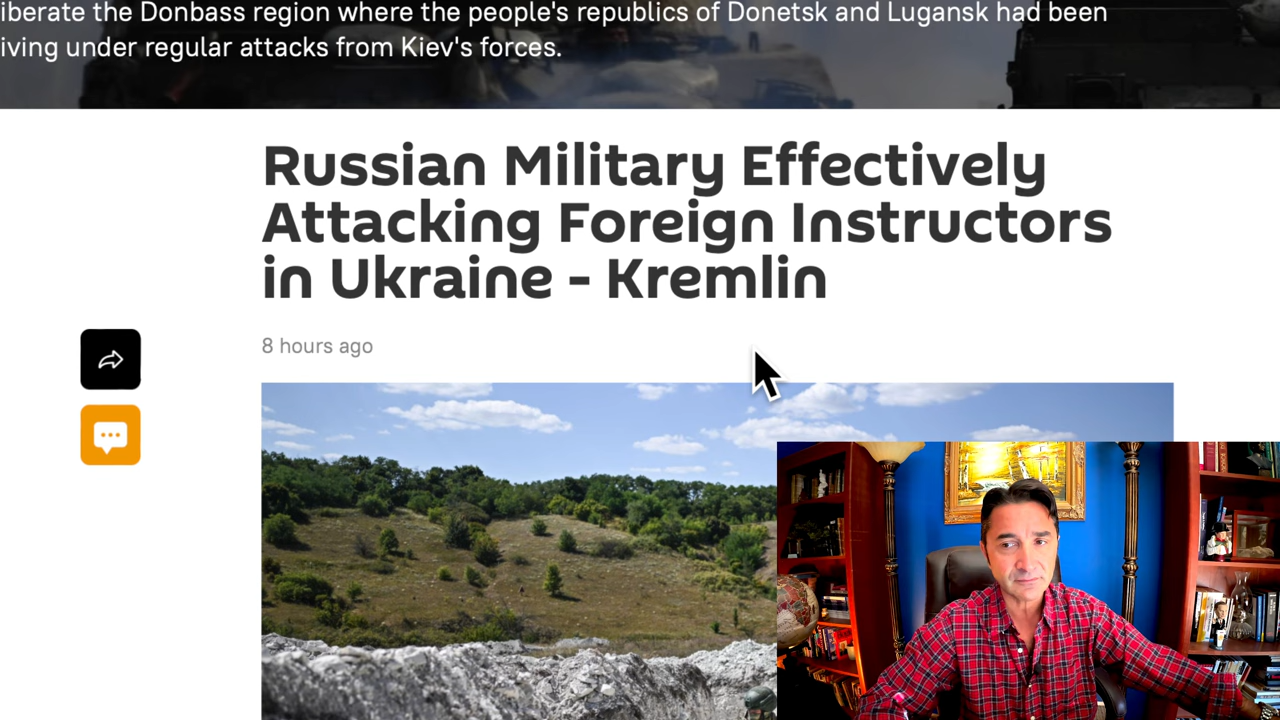 iberate the Donbass region where the people's republics of Donetsk and Lugansk had been
iving under regular attacks from Kiev's forces.
Russian Military Effectively
Attacking Foreign Instructors
in Ukraine - Kremlin
8 hours ago